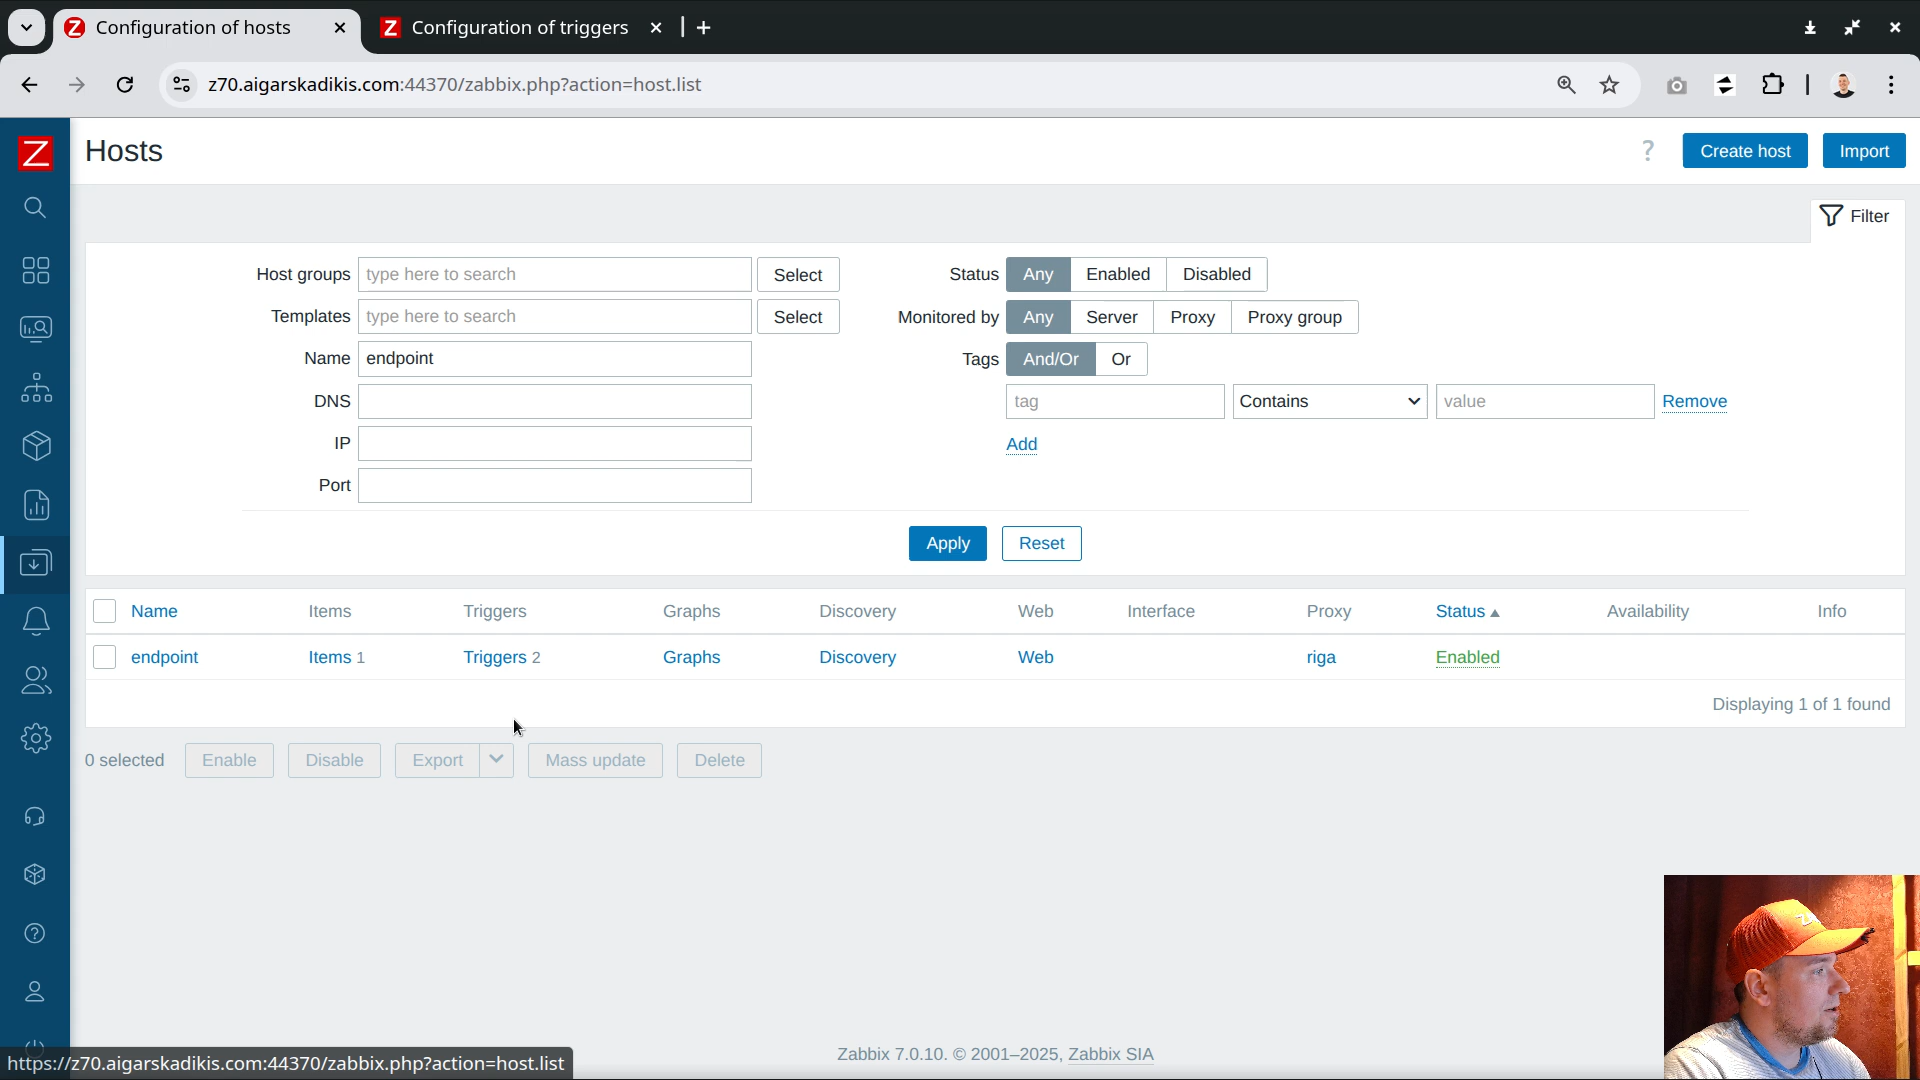 Configuration of hosts
Configuration of triggers
z70.aigarskadikis.com:44370/zabbix.php?action=host.list
Z
Hosts
?
Create host
Import
Filter
Host groups type here to search Select
Status Any Enabled Disabled
Templates type here to search Select
Monitored by Any Server Proxy Proxy group
Name endpoint
Tags And/Or Or
DNS
tag Contains value Remove
IP
Add
Port
Apply Reset
Name Items Triggers Graphs Discovery Web Interface Proxy Status Availability Info
endpoint Items 1 Triggers 2 Graphs Discovery Web riga Enabled
Displaying 1 of 1 found
0 selected Enable Disable Export Mass update Delete
Zabbix 7.0.10. © 2001–2025, Zabbix SIA
https://z70.aigarskadikis.com:44370/zabbix.php?action=host.list